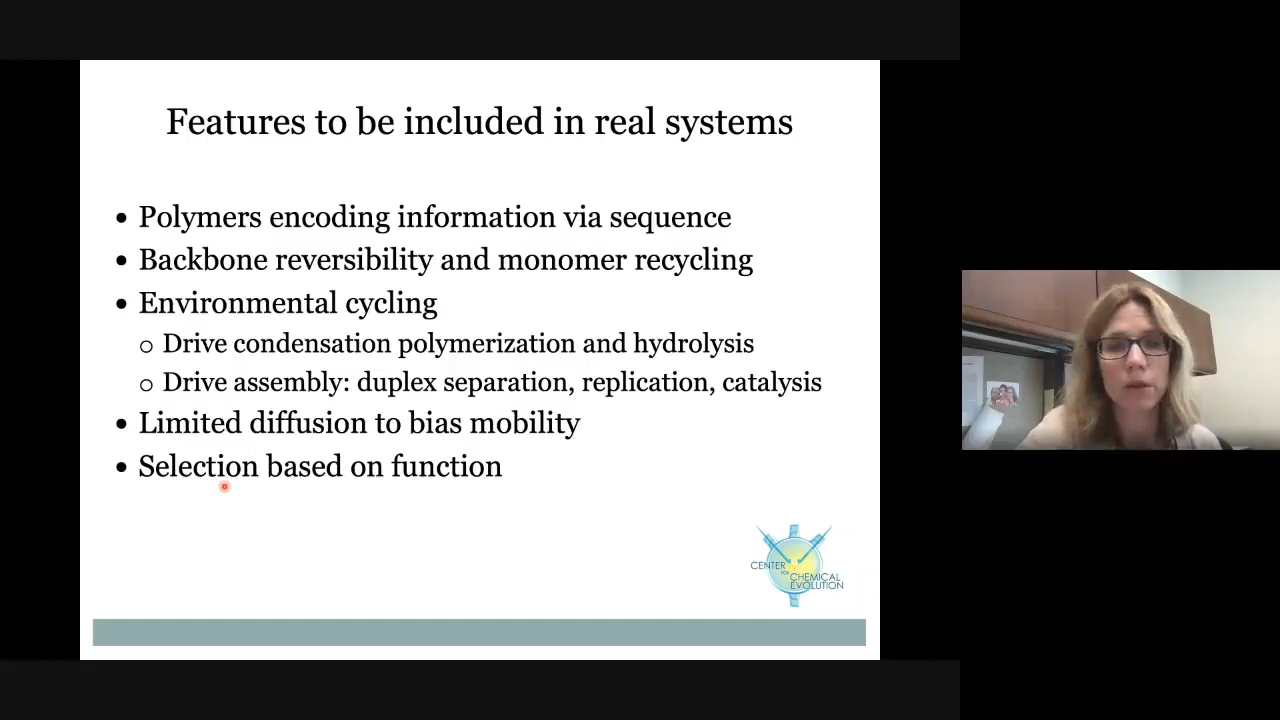 Features to be included in real systems
• Polymers encoding information via sequence
• Backbone reversibility and monomer recycling
• Environmental cycling
o Drive condensation polymerization and hydrolysis
o Drive assembly: duplex separation, replication, catalysis
• Limited diffusion to bias mobility
• Selection based on function
CENTER
FOR
CHEMICAL
EVOLUTION